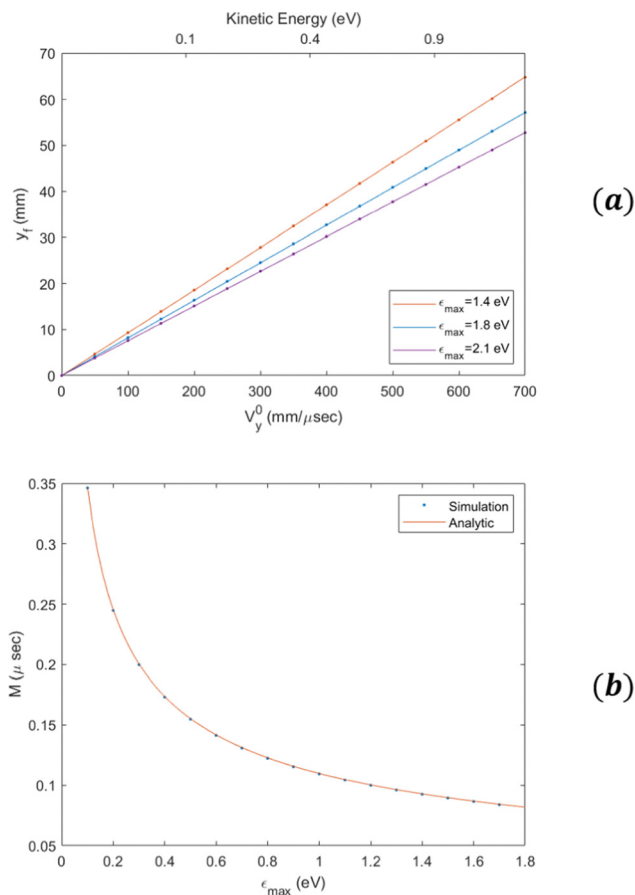 Kinetic Energy (eV)
0.1 0.4 0.9
70
60
50
40
30
20
10
0
y_f (mm)
ϵ_max=1.4 eV
ϵ_max=1.8 eV
ϵ_max=2.1 eV
0 100 200 300 400 500 600 700
V_y^0 (mm/μsec)
(a)
0.35
0.3
0.25
0.2
0.15
0.1
0.05
M (μ sec)
Simulation
Analytic
0 0.2 0.4 0.6 0.8 1 1.2 1.4 1.6 1.8
ϵ_max (eV)
(b)